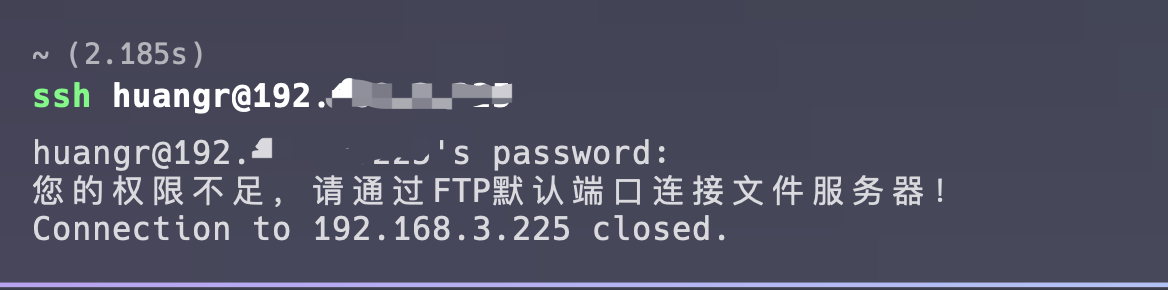 ~ (2.185s)
ssh huangr@192.
huangr@192. 's password:
您的权限不足, 请通过FTP默认端口连接文件服务器!
Connection to 192.168.3.225 closed.